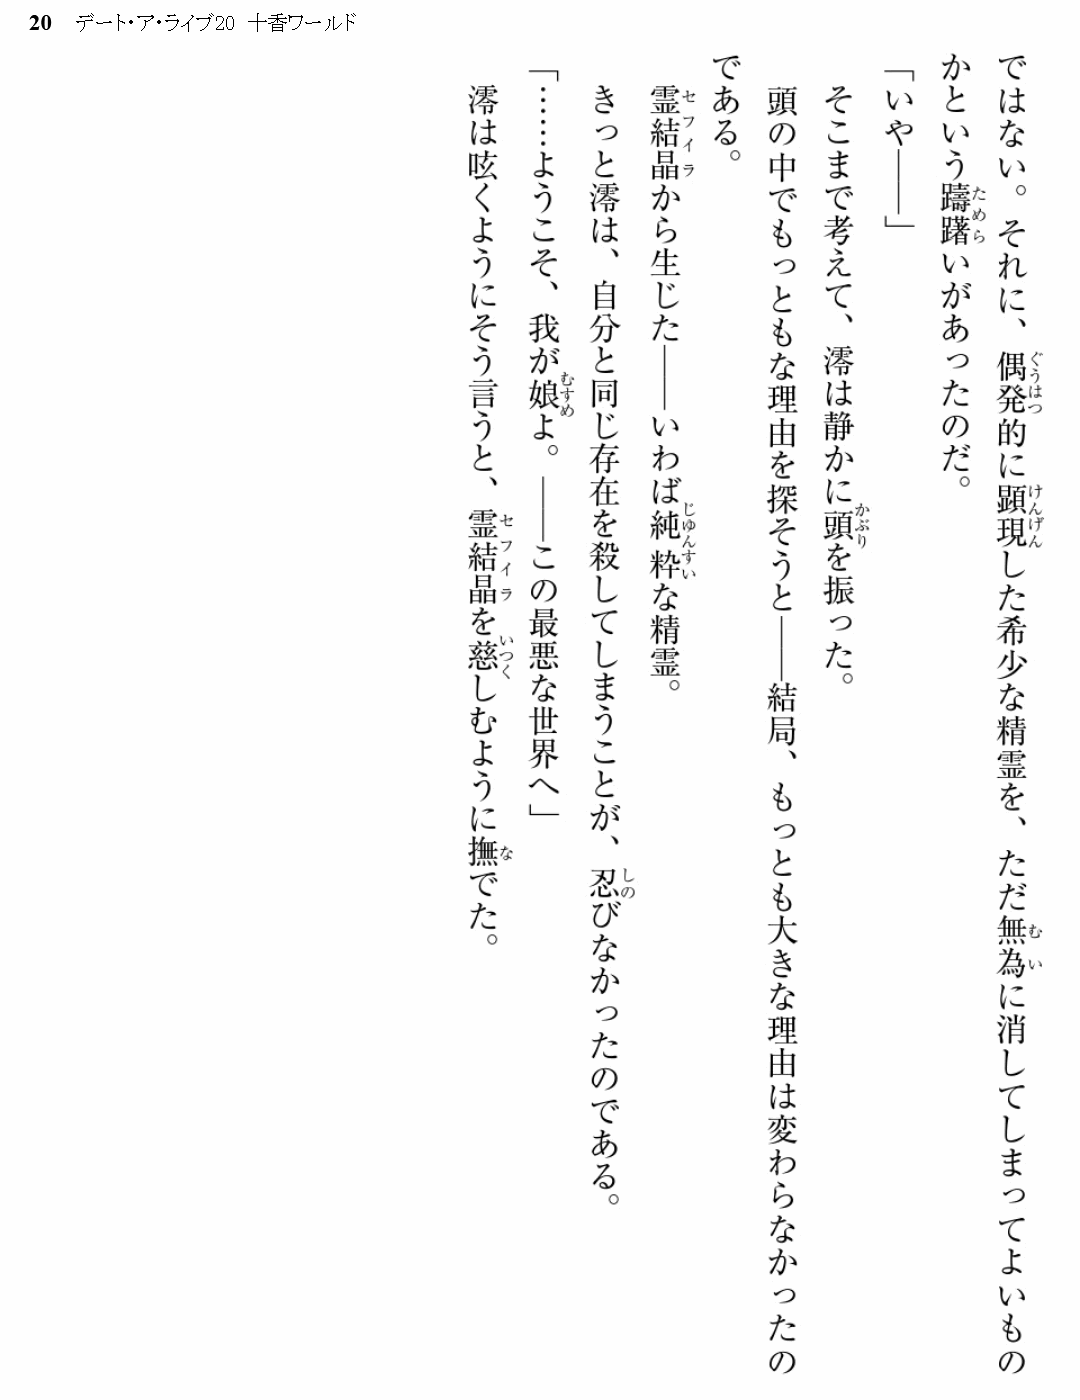 20 デート・ア・ライブ20 十香ワールド
ではない。それに、偶発的に顕現した希少な精霊を、ただ無為に消してしまってよいもの
かという躊躇いがあったのだ。
「いや――」
そこまで考えて、澪は静かに頭を振った。
頭の中でもっともな理由を探そうと――結局、もっとも大きな理由は変わらなかったの
である。
霊結晶から生じた――いわば純粋な精霊。
きっと澪は、自分と同じ存在を殺してしまうことが、忍びなかったのである。
「……ようこそ、我が娘よ。――この最悪な世界へ」
澪は呟くようにそう言うと、霊結晶を慈しむように撫でた。